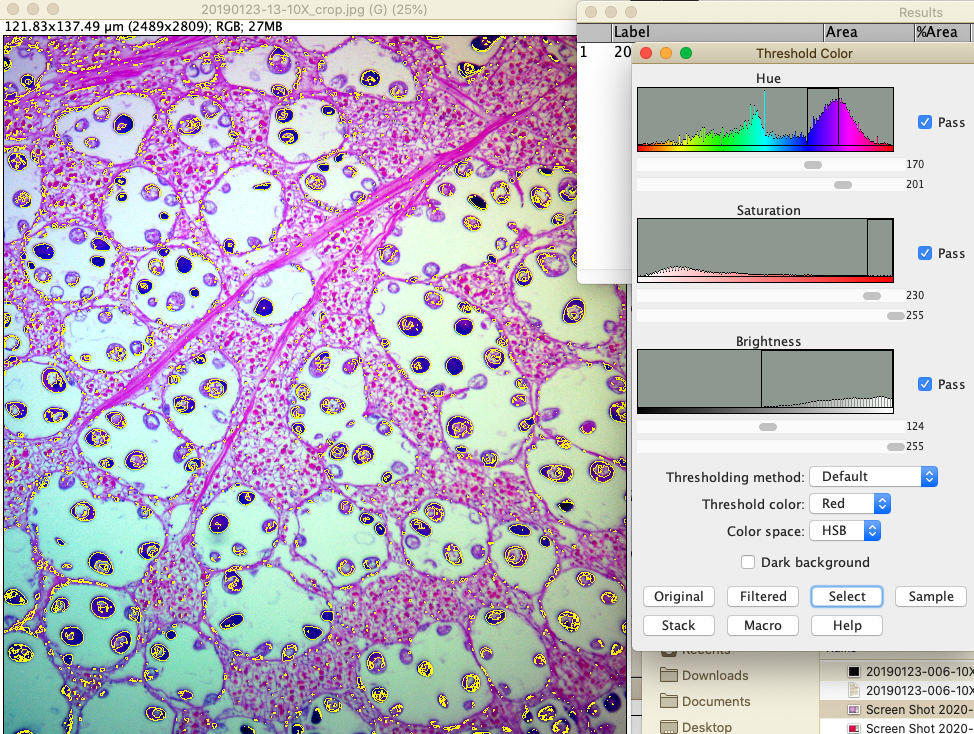 20190123-13-10X_crop.jpg (G) (25%)
121.83x137.49 µm (2489x2809); RGB; 27MB
Results
Label Area %Area
1 20
Threshold Color
Hue
Pass
170
201
Saturation
Pass
230
255
Brightness
Pass
124
255
Thresholding method: Default
Threshold color: Red
Color space: HSB
Dark background
Original Filtered Select Sample
Stack Macro Help
Recents
Downloads
Documents
Desktop
20190123-006-10X
20190123-006-10X
Screen Shot 2020-
Screen Shot 2020-